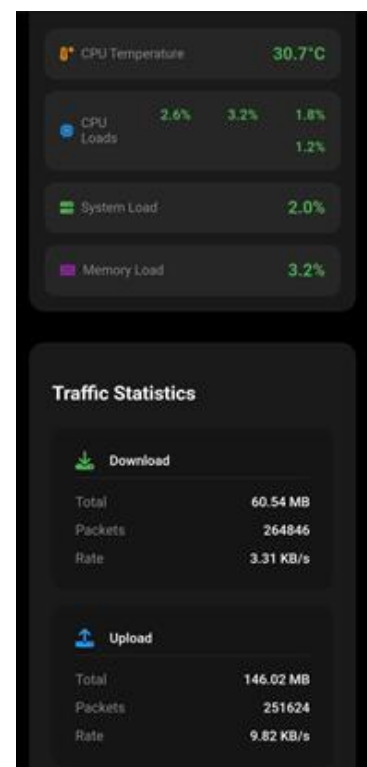 CPU Temperature 30.7°C
CPU Loads 2.6% 3.2% 1.8%
1.2%
System Load 2.0%
Memory Load 3.2%
Traffic Statistics
Download
Total 60.54 MB
Packets 264846
Rate 3.31 KB/s
Upload
Total 146.02 MB
Packets 251624
Rate 9.82 KB/s